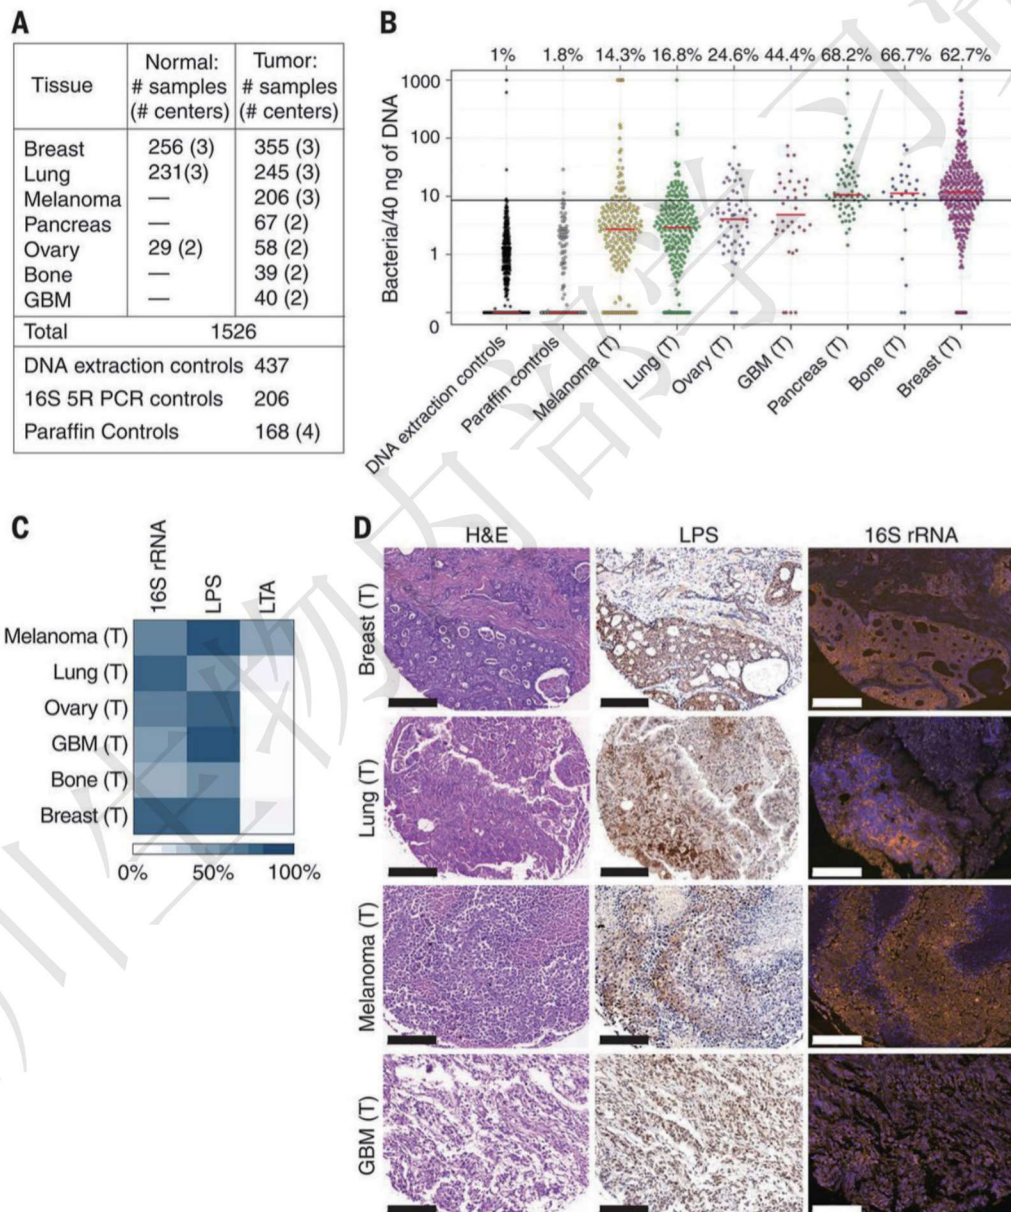 A
Tissue
Normal:
# samples
(# centers)
Tumor:
# samples
(# centers)
Breast 256 (3) 355 (3)
Lung 231(3) 245 (3)
Melanoma — 206 (3)
Pancreas — 67 (2)
Ovary 29 (2) 58 (2)
Bone — 39 (2)
GBM — 40 (2)
Total 1526
DNA extraction controls 437
16S 5R PCR controls 206
Paraffin Controls 168 (4)
B
1% 1.8% 14.3% 16.8% 24.6% 44.4% 68.2% 66.7% 62.7%
Bacteria/40 ng of DNA
1000
100
10
1
0
DNA extraction controls
Paraffin controls
Melanoma (T)
Lung (T)
Ovary (T)
GBM (T)
Pancreas (T)
Bone (T)
Breast (T)
C
16S rRNA
LPS
LTA
Melanoma (T)
Lung (T)
Ovary (T)
GBM (T)
Bone (T)
Breast (T)
0% 50% 100%
D
H&E LPS 16S rRNA
Breast (T)
Lung (T)
Melanoma (T)
GBM (T)